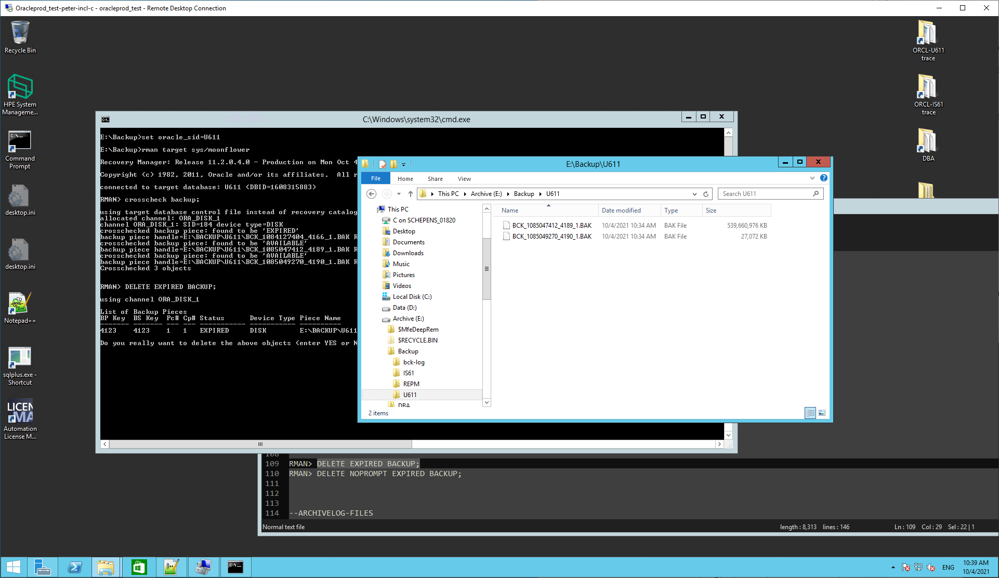 Oracleprod_test-peter-incl-c - oracleprod_test - Remote Desktop Connection
Recycle Bin
HPE System
Manageme...
Command
Prompt
desktop.ini
desktop.ini
Notepad++
sqlplus.exe -
Shortcut
LICEN
MA
Automation
License M...
ORCL-U611
trace
ORCL-IS61
trace
DBA
C:\Windows\system32\cmd.exe
E:\Backup>set oracle_sid=U611
E:\Backup>rman target sys/moonflower
Recovery Manager: Release 11.2.0.4.0 - Production on Mon Oct 4
Copyright (c) 1982, 2011, Oracle and/or its affiliates.  All r
connected to target database: U611 (DBID=1608315883)
RMAN> crosscheck backup;
using target database control file instead of recovery catalog
allocated channel: ORA_DISK_1
channel ORA_DISK_1: SID=184 device type=DISK
crosschecked backup piece: found to be 'EXPIRED'
backup piece handle=E:\BACKUP\U611\BCK_1084127404_4166_1.BAK R
crosschecked backup piece: found to be 'AVAILABLE'
backup piece handle=E:\BACKUP\U611\BCK_1085047412_4189_1.BAK R
crosschecked backup piece: found to be 'AVAILABLE'
backup piece handle=E:\BACKUP\U611\BCK_1085049270_4190_1.BAK R
Crosschecked 3 objects
RMAN> DELETE EXPIRED BACKUP;
using channel ORA_DISK_1
List of Backup Pieces
BP Key  BS Key  Pc# Cp# Status      Device Type Piece Name
------- ------- --- --- ----------- ----------- ----------
4123    4123    1   1   EXPIRED     DISK        E:\BACKUP\U611
Do you really want to delete the above objects (enter YES or N
E:\Backup\U611
File Home Share View
This PC Archive (E:) Backup U611
Search U611
This PC
C on SCHEPENS_01820
Desktop
Documents
Downloads
Music
Pictures
Videos
Local Disk (C:)
Data (D:)
Archive (E:)
$MfeDeepRem
$RECYCLE.BIN
Backup
bck-log
IS61
REPM
U611
DBA
Name Date modified Type Size
BCK_1085047412_4189_1.BAK 10/4/2021 10:34 AM BAK File 539,660,976 KB
BCK_1085049270_4190_1.BAK 10/4/2021 10:34 AM BAK File 27,072 KB
2 items
108
109 RMAN> DELETE EXPIRED BACKUP;
110 RMAN> DELETE NOPROMPT EXPIRED BACKUP;
111
112
113
114 --ARCHIVELOG-FILES
Normal text file length : 8,313 lines : 146 Ln : 109 Col : 29 Sel : 22 | 1
ENG
10:39 AM
10/4/2021